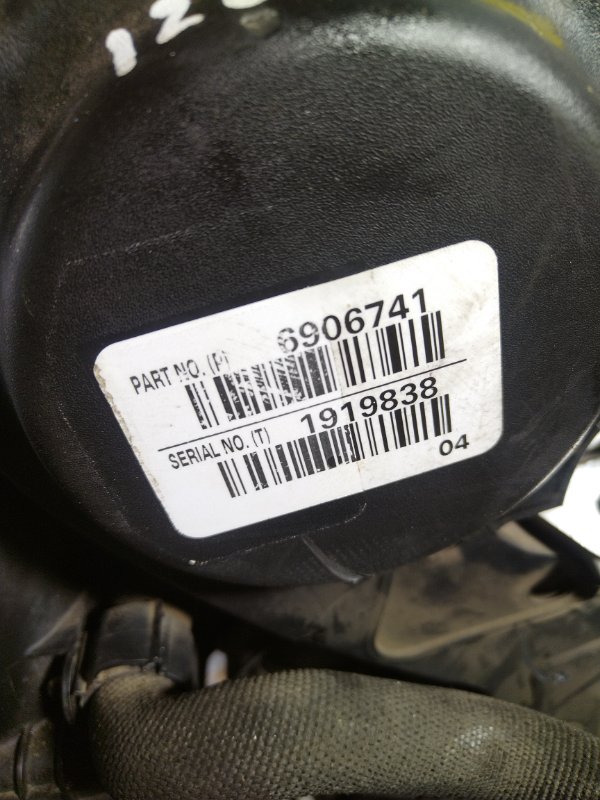 PART NO. (P) 6906741
SERIAL NO. (T) 1919838
04